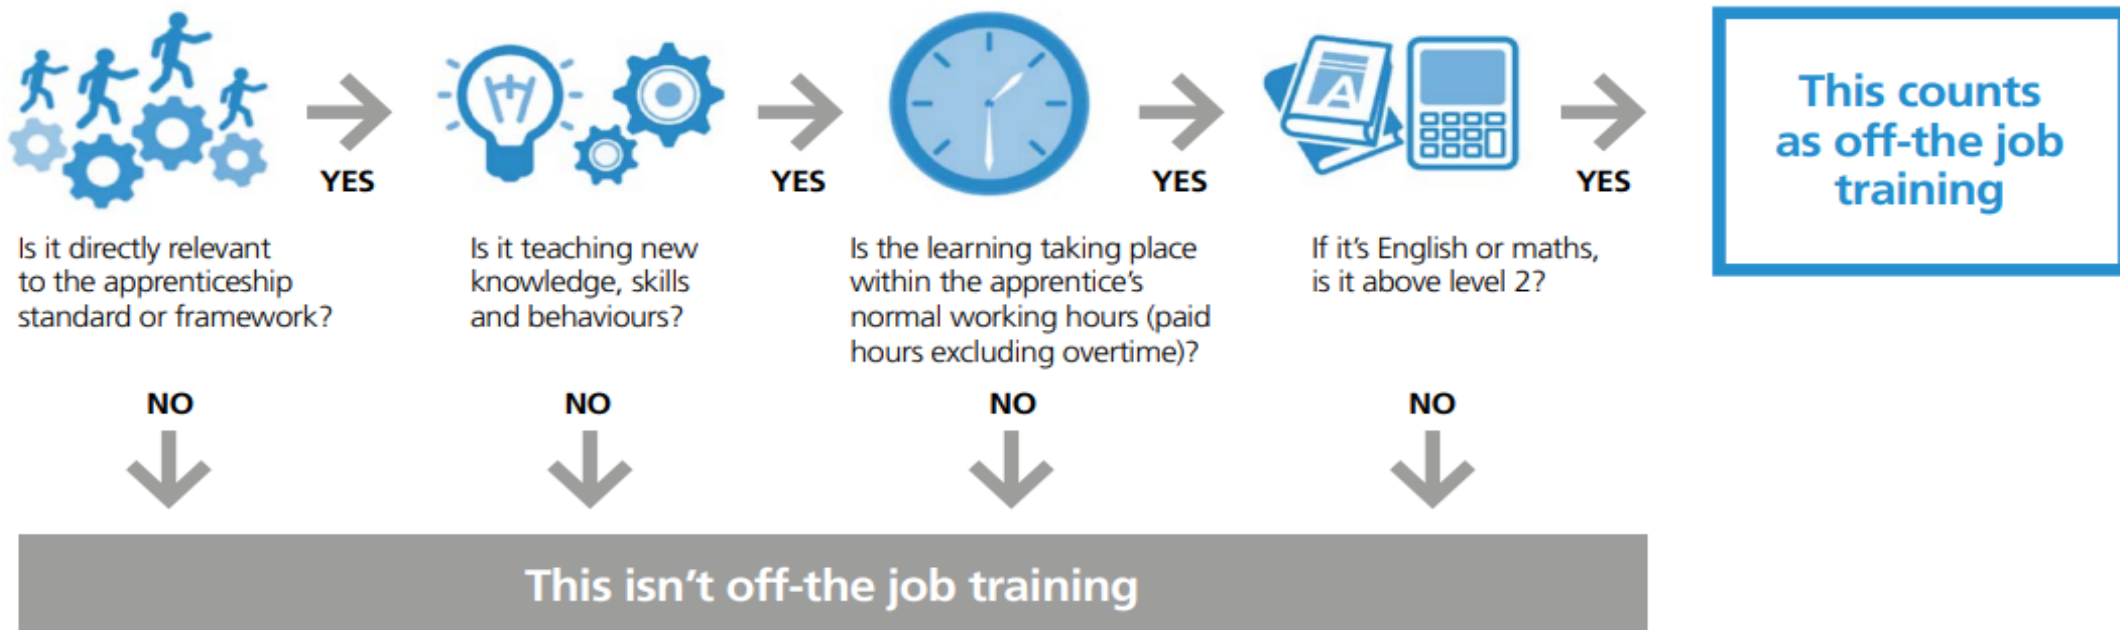 YES
YES
YES
YES
This counts
as off-the job
training
Is it directly relevant
to the apprenticeship
standard or framework?
Is it teaching new
knowledge, skills
and behaviours?
Is the learning taking place
within the apprentice’s
normal working hours (paid
hours excluding overtime)?
If it’s English or maths,
is it above level 2?
A
NO
NO
NO
NO
This isn’t off-the job training